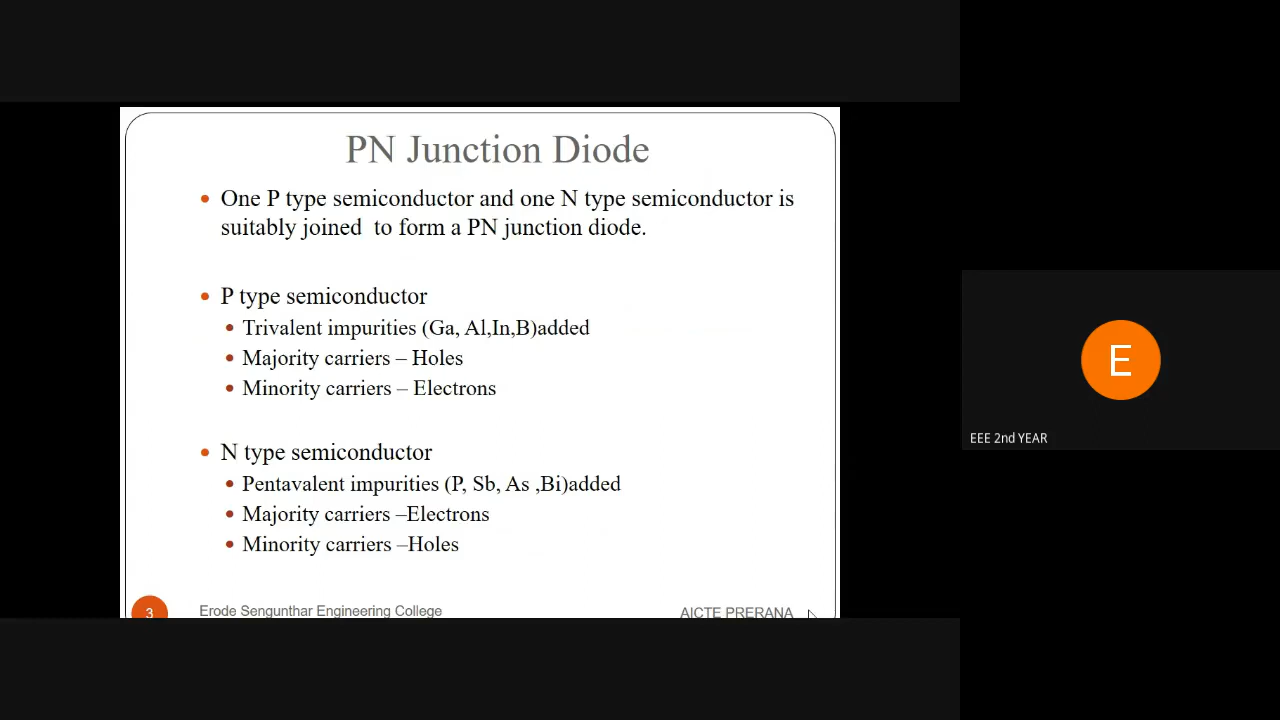 PN Junction Diode
One P type semiconductor and one N type semiconductor is
suitably joined to form a PN junction diode.
P type semiconductor
Trivalent impurities (Ga, Al,In,B)added
Majority carriers – Holes
Minority carriers – Electrons
N type semiconductor
Pentavalent impurities (P, Sb, As ,Bi)added
Majority carriers –Electrons
Minority carriers –Holes
3
Erode Sengunthar Engineering College
AICTE PRERANA
E
EEE 2nd YEAR